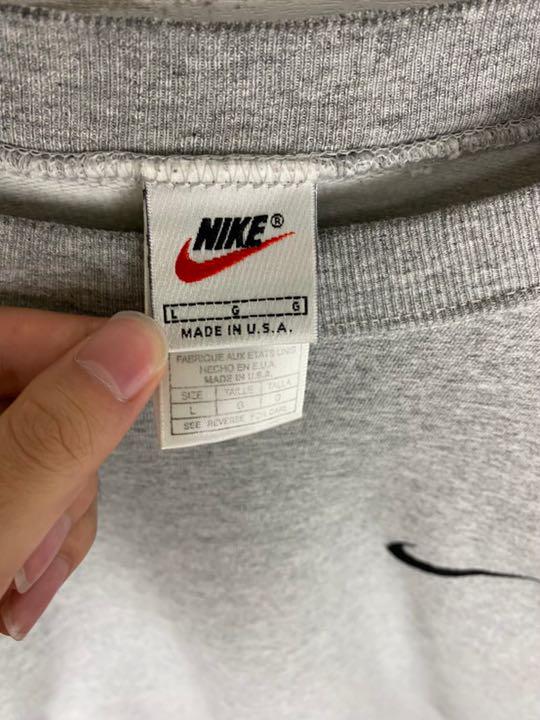 NIKE®
L G G
MADE IN U.S.A.
FABRIQUE AUX ETATS UNIS
HECHO EN E.U.A.
MADE IN U.S.A.
SIZE TAILLE TALLA
L G G
SEE REVERSE FOR CARE